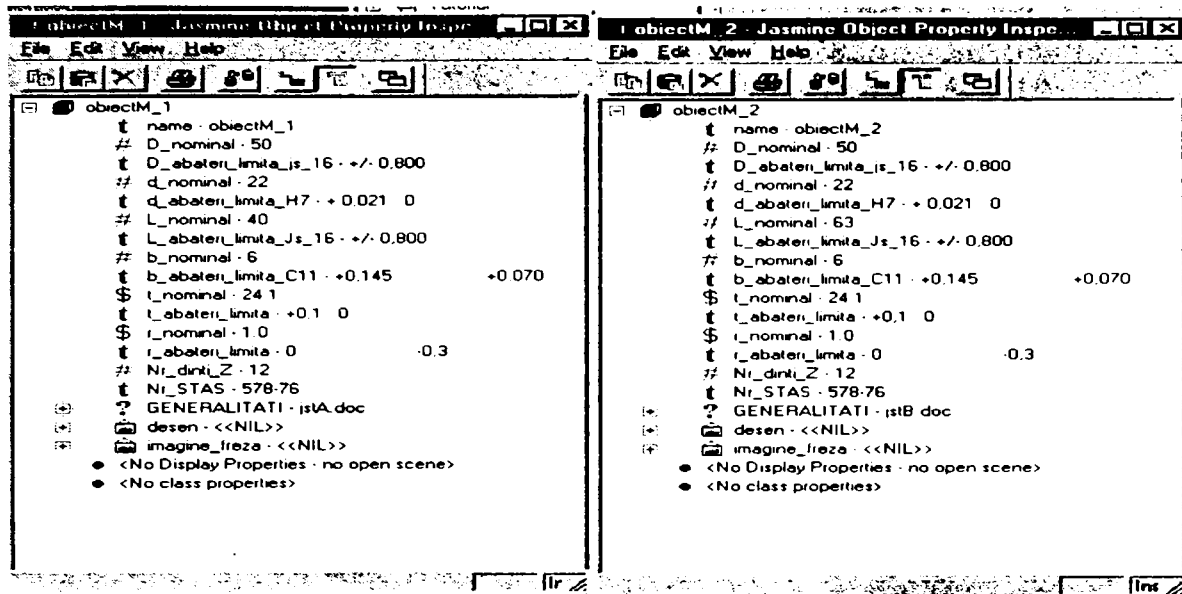 Tutorial
obiectM_1 - Jasmine Object Property Inspe...
File Edit View Help
obiectM_1
t name - obiectM_1
# D_nominal - 50
t D_abateri_limita_js_16 - +/- 0,800
# d_nominal - 22
t d_abateri_limita_H7 - + 0,021 0
# L_nominal - 40
t L_abateri_limita_Js_16 - +/- 0,800
# b_nominal - 6
t b_abateri_limita_C11 - +0,145 +0.070
$ t_nominal - 24.1
t t_abateri_limita - +0,1 0
$ r_nominal - 1.0
t r_abateri_limita - 0 -0,3
# Nr_dinti_Z - 12
t Nr_STAS - 578-76
? GENERALITATI - jstA.doc
desen - <<NIL>>
imagine_freza - <<NIL>>
<No Display Properties - no open scene>
<No class properties>
obiectM_2 - Jasmine Object Property Inspe...
File Edit View Help
obiectM_2
t name - obiectM_2
# D_nominal - 50
t D_abateri_limita_js_16 - +/- 0,800
# d_nominal - 22
t d_abateri_limita_H7 - + 0,021 0
# L_nominal - 63
t L_abateri_limita_Js_16 - +/- 0,800
# b_nominal - 6
t b_abateri_limita_C11 - +0,145 +0.070
$ t_nominal - 24.1
t t_abateri_limita - +0,1 0
$ r_nominal - 1.0
t r_abateri_limita - 0 -0,3
# Nr_dinti_Z - 12
t Nr_STAS - 578-76
? GENERALITATI - jstB.doc
desen - <<NIL>>
imagine_freza - <<NIL>>
<No Display Properties - no open scene>
<No class properties>
Ins